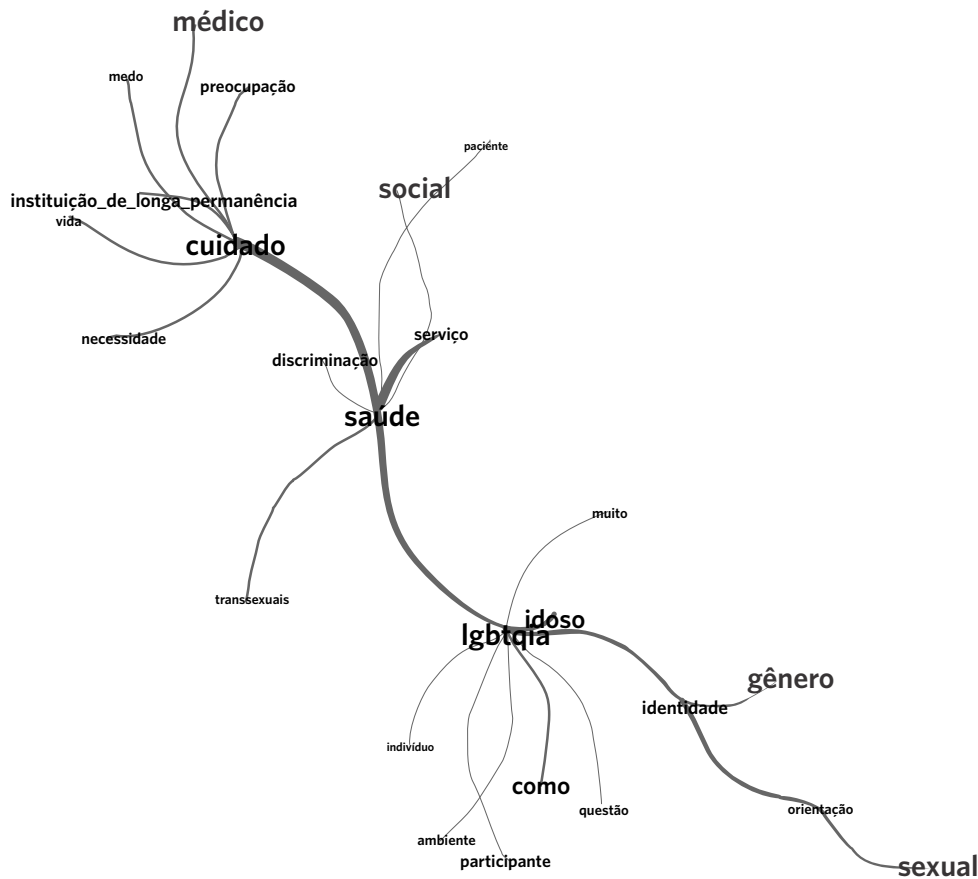 médico
medo
preocupação
paciente
social
instituição_de_longa_permanência
vida
cuidado
serviço
necessidade
discriminação
saúde
muito
transsexuais
idoso
lgbtqia
gênero
identidade
indivíduo
como
questão
orientação
ambiente
participante
sexual